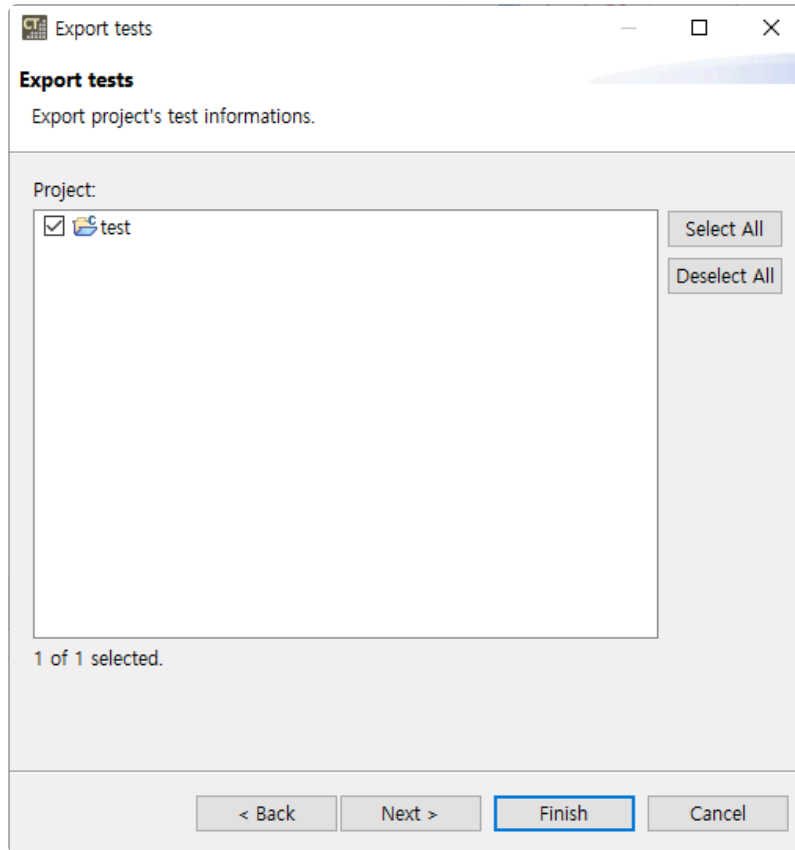 CT Export tests
Export tests
Export project's test informations.
Project:
test
Select All
Deselect All
1 of 1 selected.
< Back Next > Finish Cancel